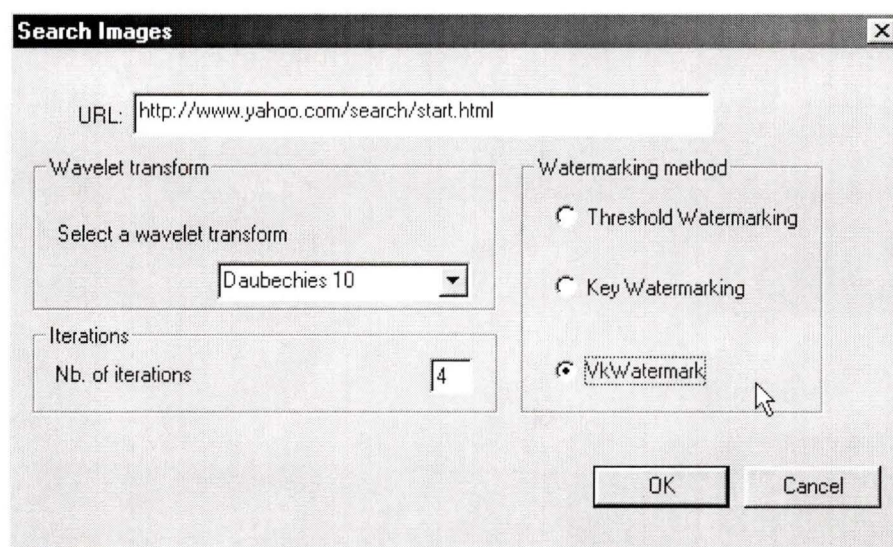 Search Images
URL: http://www.yahoo.com/search/start.html
Wavelet transform
Select a wavelet transform
Daubechies 10
Iterations
Nb. of iterations 4
Watermarking method
Threshold Watermarking
Key Watermarking
VkWatermark
OK Cancel